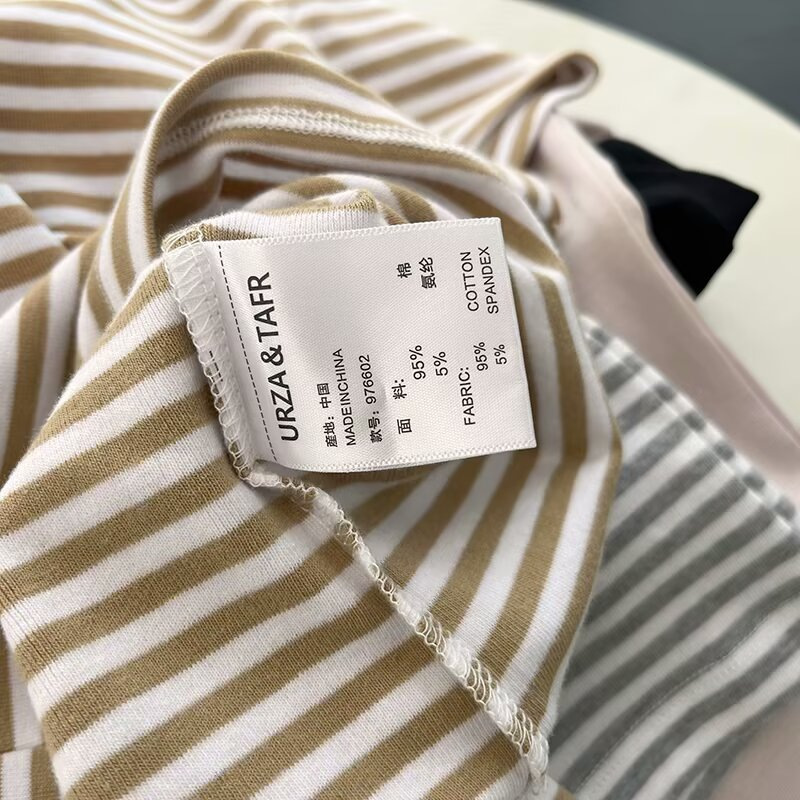 URZA & TAFR
産地: 中国
MADEINCHINA
款号: 976602
面 料:
95% 棉
5% 氨纶
FABRIC:
95% COTTON
5% SPANDEX